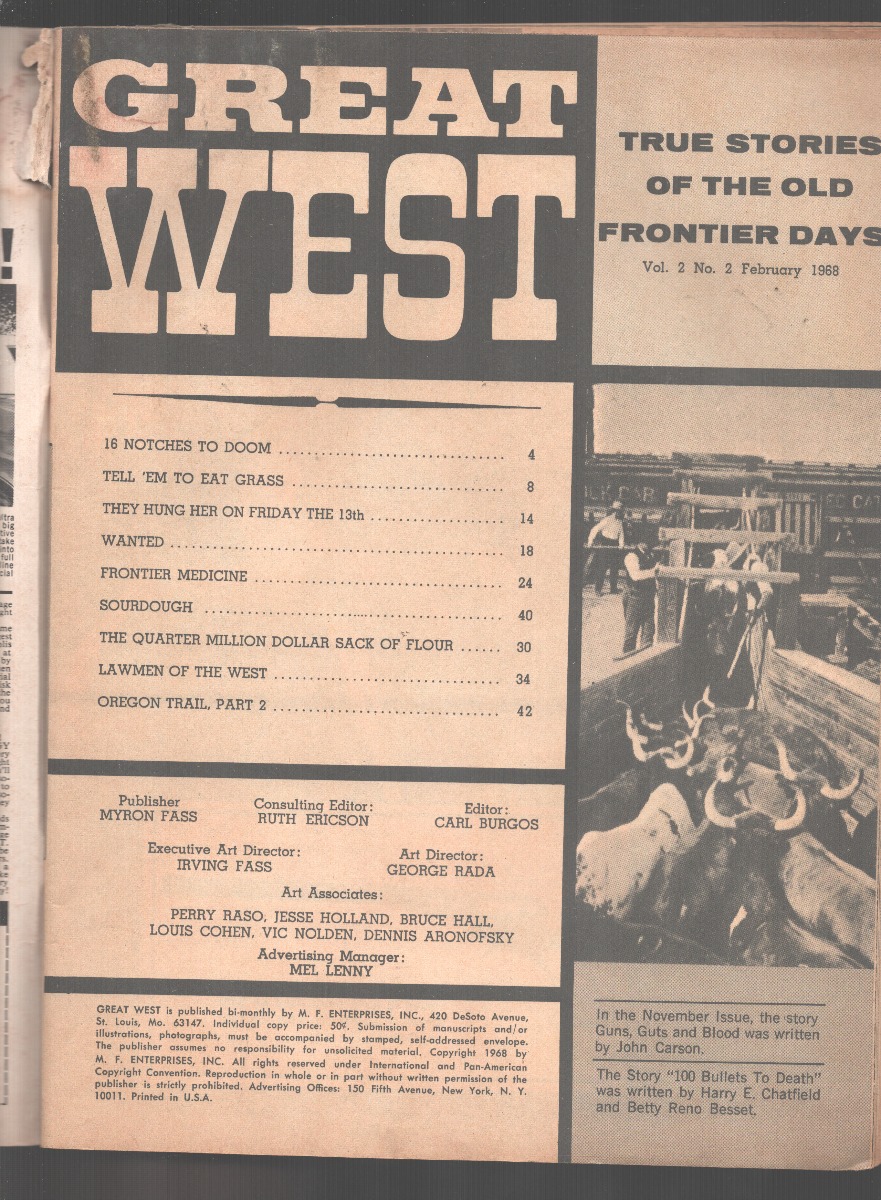 GREAT
WEST
TRUE STORIES
OF THE OLD
FRONTIER DAYS
Vol. 2 No. 2 February 1968
16 NOTCHES TO DOOM ................................ 4
TELL 'EM TO EAT GRASS ................................ 8
THEY HUNG HER ON FRIDAY THE 13th .................... 14
WANTED ................................................ 18
FRONTIER MEDICINE .................................... 24
SOURDOUGH .......................................... 40
THE QUARTER MILLION DOLLAR SACK OF FLOUR ...... 30
LAWMEN OF THE WEST ................................ 34
OREGON TRAIL, PART 2 ................................ 42
Publisher
MYRON FASS
Consulting Editor:
RUTH ERICSON
Editor:
CARL BURGOS
Executive Art Director:
IRVING FASS
Art Director:
GEORGE RADA
Art Associates:
PERRY RASO, JESSE HOLLAND, BRUCE HALL,
LOUIS COHEN, VIC NOLDEN, DENNIS ARONOFSKY
Advertising Manager:
MEL LENNY
GREAT WEST is published bi-monthly by M. F. ENTERPRISES, INC., 420 DeSoto Avenue,
St. Louis, Mo. 63147. Individual copy price: 50¢. Submission of manuscripts and/or
illustrations, photographs, must be accompanied by stamped, self-addressed envelope.
The publisher assumes no responsibility for unsolicited material. Copyright 1968 by
M. F. ENTERPRISES, INC. All rights reserved under International and Pan-American
Copyright Convention. Reproduction in whole or in part without written permission of the
publisher is strictly prohibited. Advertising Offices: 150 Fifth Avenue, New York, N. Y.
10011. Printed in U.S.A.
In the November Issue, the story
Guns, Guts and Blood was written
by John Carson.
The Story "100 Bullets To Death"
was written by Harry E. Chatfield
and Betty Reno Besset.